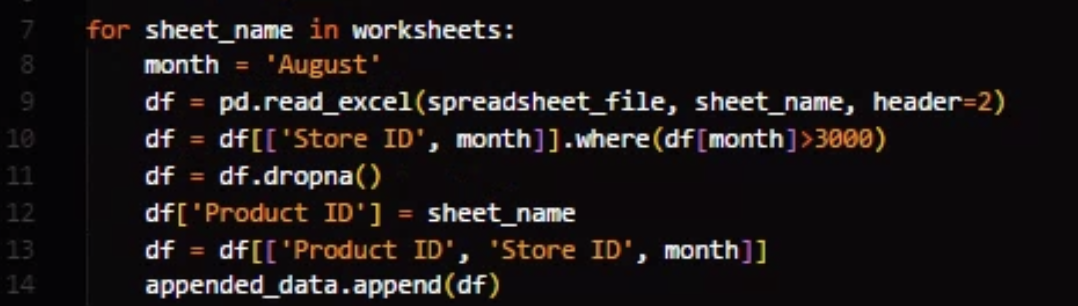 7 for sheet_name in worksheets:
8 month = 'August'
9 df = pd.read_excel(spreadsheet_file, sheet_name, header=2)
10 df = df[['Store ID', month]].where(df[month]>3000)
11 df = df.dropna()
12 df['Product ID'] = sheet_name
13 df = df[['Product ID', 'Store ID', month]]
14 appended_data.append(df)